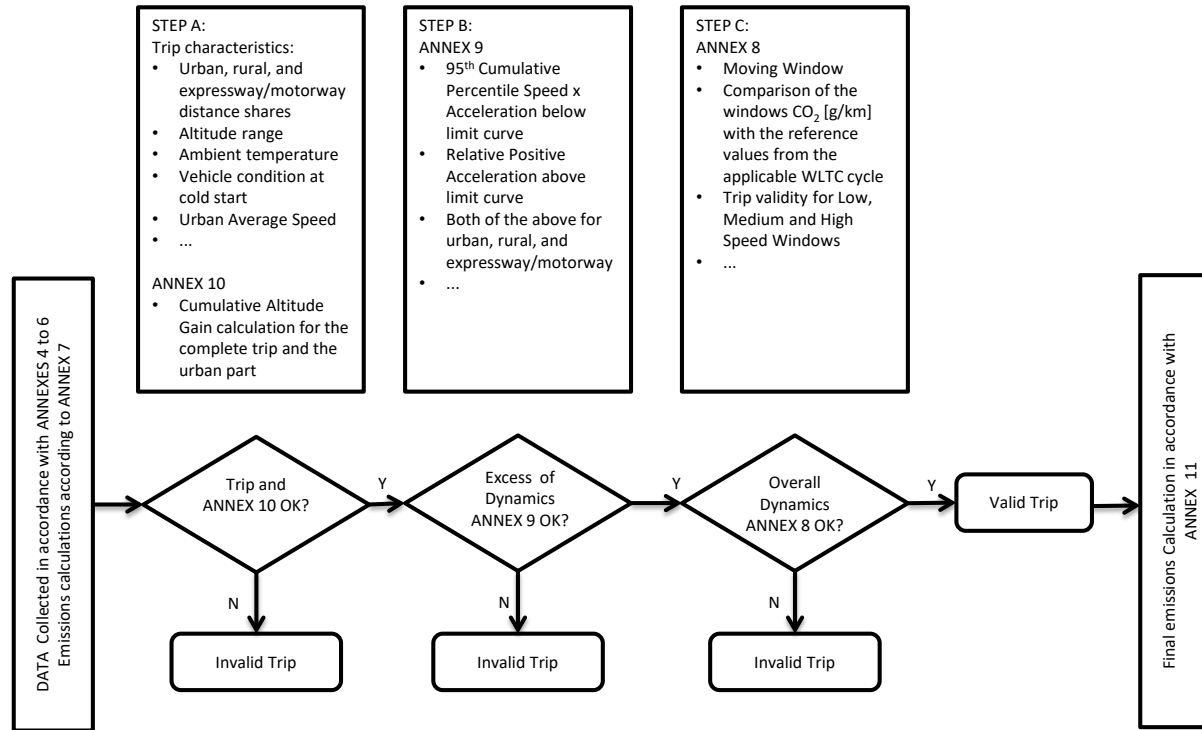 STEP A:
Trip characteristics:
• Urban, rural, and
expressway/motorway
distance shares
• Altitude range
• Ambient temperature
• Vehicle condition at
cold start
• Urban Average Speed
• ...
ANNEX 10
• Cumulative Altitude
Gain calculation for the
complete trip and the
urban part
STEP B:
ANNEX 9
• 95th Cumulative
Percentile Speed x
Acceleration below
limit curve
• Relative Positive
Acceleration above
limit curve
• Both of the above for
urban, rural, and
expressway/motorway
• ...
STEP C:
ANNEX 8
• Moving Window
• Comparison of the
windows CO2 [g/km]
with the reference
values from the
applicable WLTC cycle
• Trip validity for Low,
Medium and High
Speed Windows
• ...
DATA Collected in accordance with ANNEXES 4 to 6
Emissions calculations according to ANNEX 7
Trip and
ANNEX 10 OK?
Y
N
Invalid Trip
Excess of
Dynamics
ANNEX 9 OK?
Y
N
Invalid Trip
Overall
Dynamics
ANNEX 8 OK?
Y
N
Invalid Trip
Valid Trip
Final emissions Calculation in accordance with
ANNEX 11